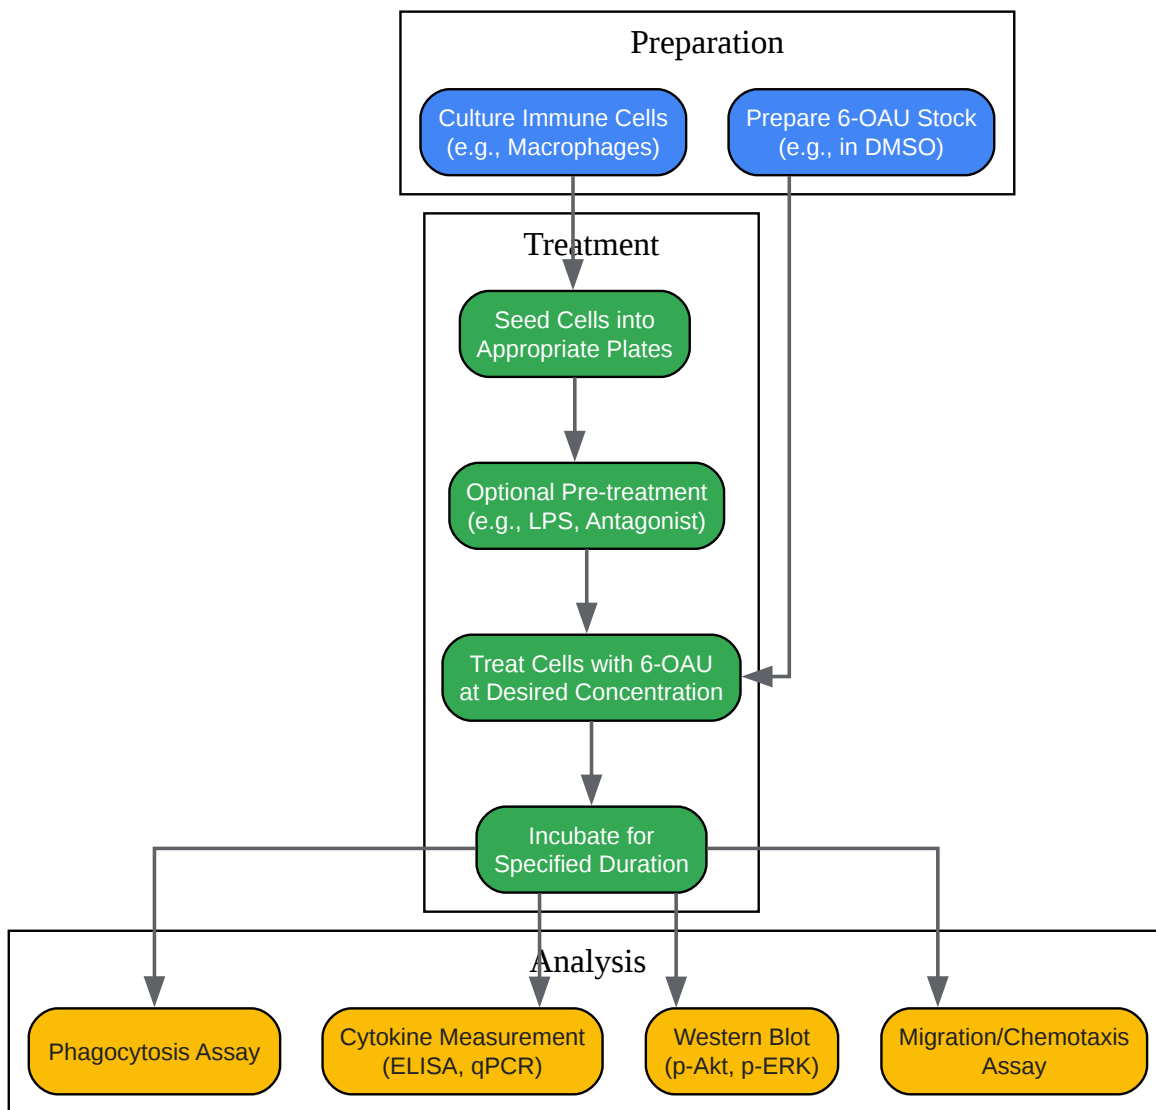 Preparation
Culture Immune Cells
(e.g., Macrophages)
Prepare 6-OAU Stock
(e.g., in DMSO)
Treatment
Seed Cells into
Appropriate Plates
Optional Pre-treatment
(e.g., LPS, Antagonist)
Treat Cells with 6-OAU
at Desired Concentration
Incubate for
Specified Duration
Analysis
Phagocytosis Assay
Cytokine Measurement
(ELISA, qPCR)
Western Blot
(p-Akt, p-ERK)
Migration/Chemotaxis
Assay